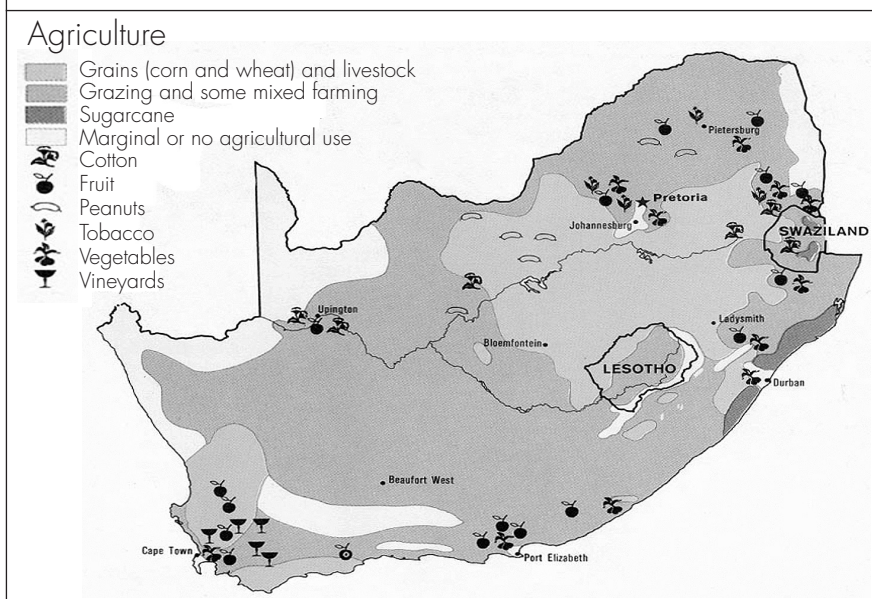 Agriculture
Grains (corn and wheat) and livestock
Grazing and some mixed farming
Sugarcane
Marginal or no agricultural use
Cotton
Fruit
Peanuts
Tobacco
Vegetables
Vineyards
Pietersburg
Pretoria
Johannesburg
SWAZILAND
Upington
Ladysmith
Bloemfontein
LESOTHO
Durban
Beaufort West
Cape Town
Port Elizabeth